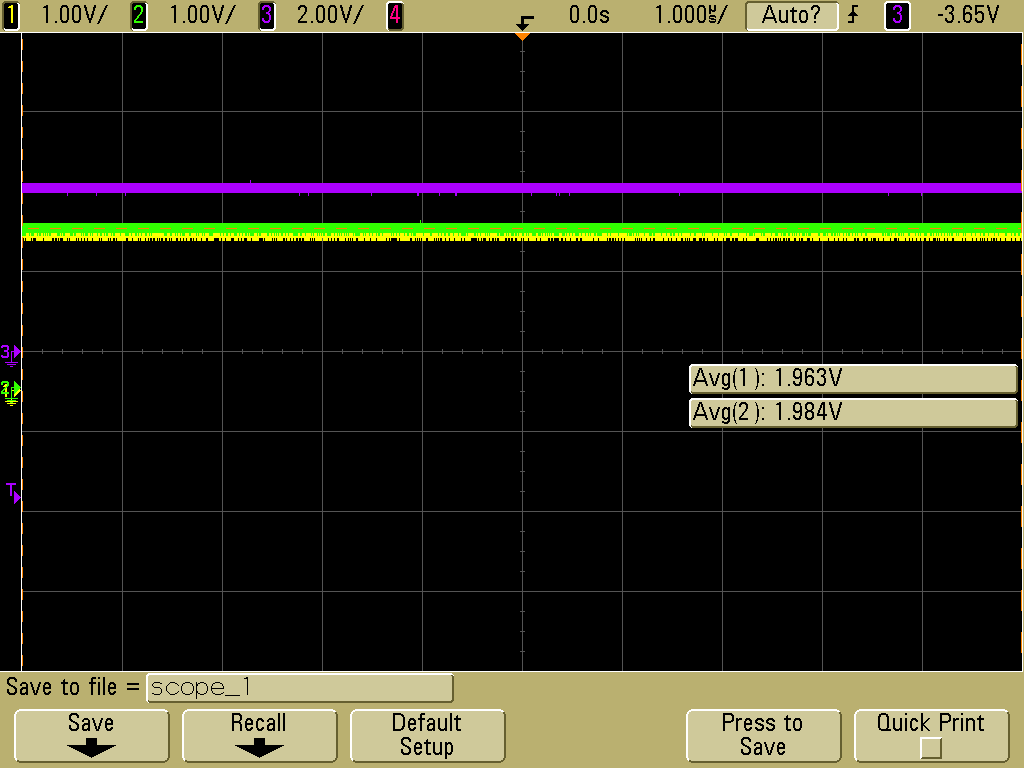 1 1.00V/ 2 1.00V/ 3 2.00V/ 4 0.0s 1.000㎲/ Auto? 3 -3.65V
3
T
Avg(1): 1.963V
Avg(2): 1.984V
Save to file = scope_1
Save Recall Default Setup Press to Save Quick Print